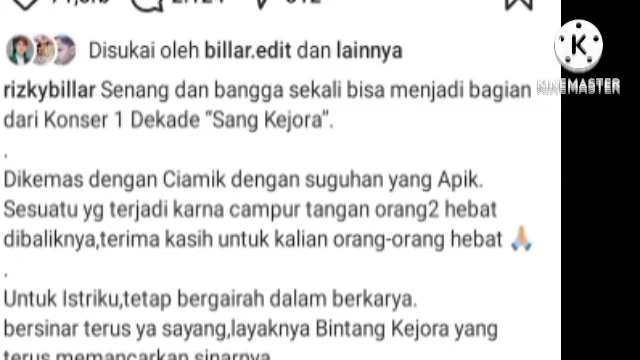 Disukai oleh billar.edit dan lainnya
rizkybillar Senang dan bangga sekali bisa menjadi bagian
dari Konser 1 Dekade "Sang Kejora".
.
Dikemas dengan Ciamik dengan suguhan yang Apik.
Sesuatu yg terjadi karna campur tangan orang2 hebat
dibaliknya,terima kasih untuk kalian orang-orang hebat 🙏🏼
.
Untuk Istriku,tetap bergairah dalam berkarya.
bersinar terus ya sayang,layaknya Bintang Kejora yang
terus memancarkan sinarnya
K
KINEMASTER